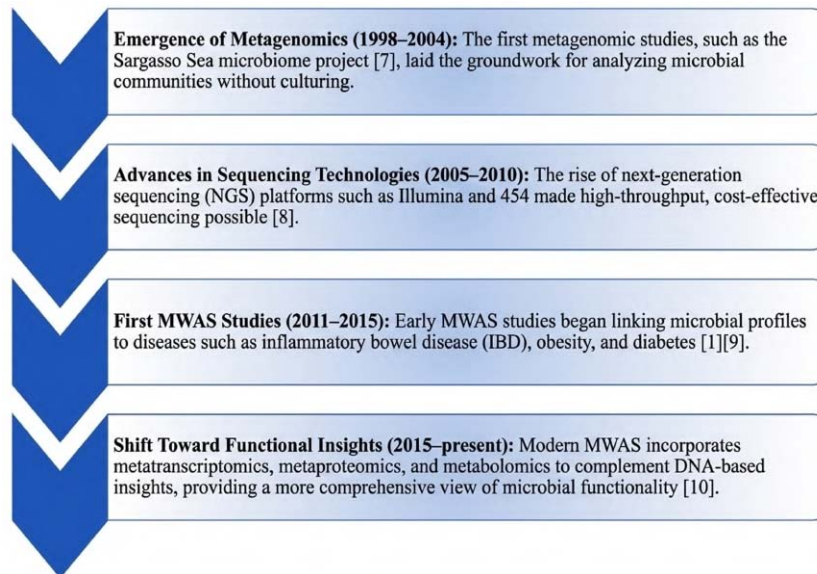 Emergence of Metagenomics (1998–2004): The first metagenomic studies, such as the
Sargasso Sea microbiome project [7], laid the groundwork for analyzing microbial
communities without culturing.
Advances in Sequencing Technologies (2005–2010): The rise of next-generation
sequencing (NGS) platforms such as Illumina and 454 made high-throughput, cost-effective
sequencing possible [8].
First MWAS Studies (2011–2015): Early MWAS studies began linking microbial profiles
to diseases such as inflammatory bowel disease (IBD), obesity, and diabetes [1][9].
Shift Toward Functional Insights (2015–present): Modern MWAS incorporates
metatranscriptomics, metaproteomics, and metabolomics to complement DNA-based
insights, providing a more comprehensive view of microbial functionality [10].